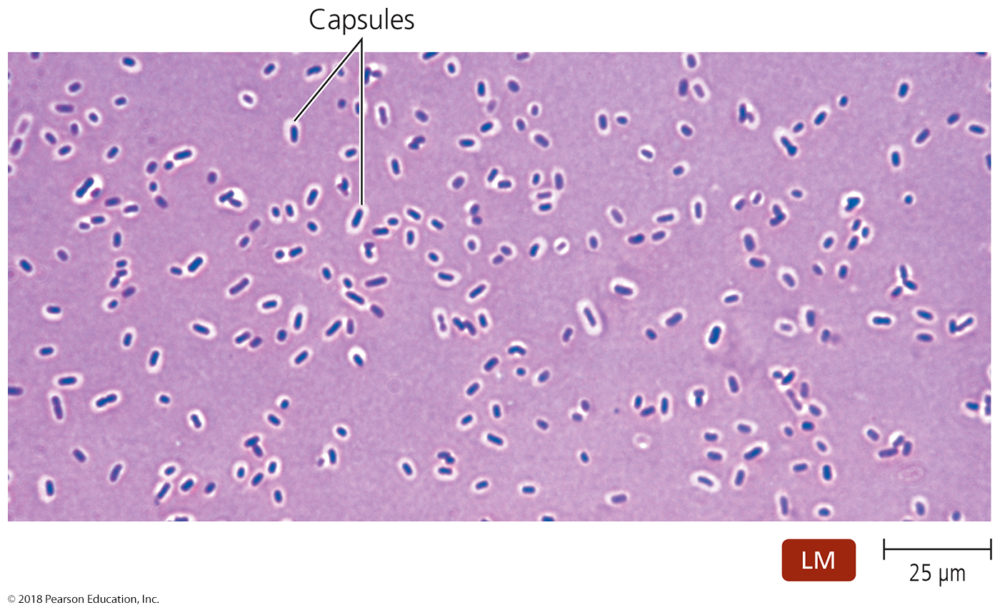 Capsules
LM
25 µm
© 2018 Pearson Education, Inc.